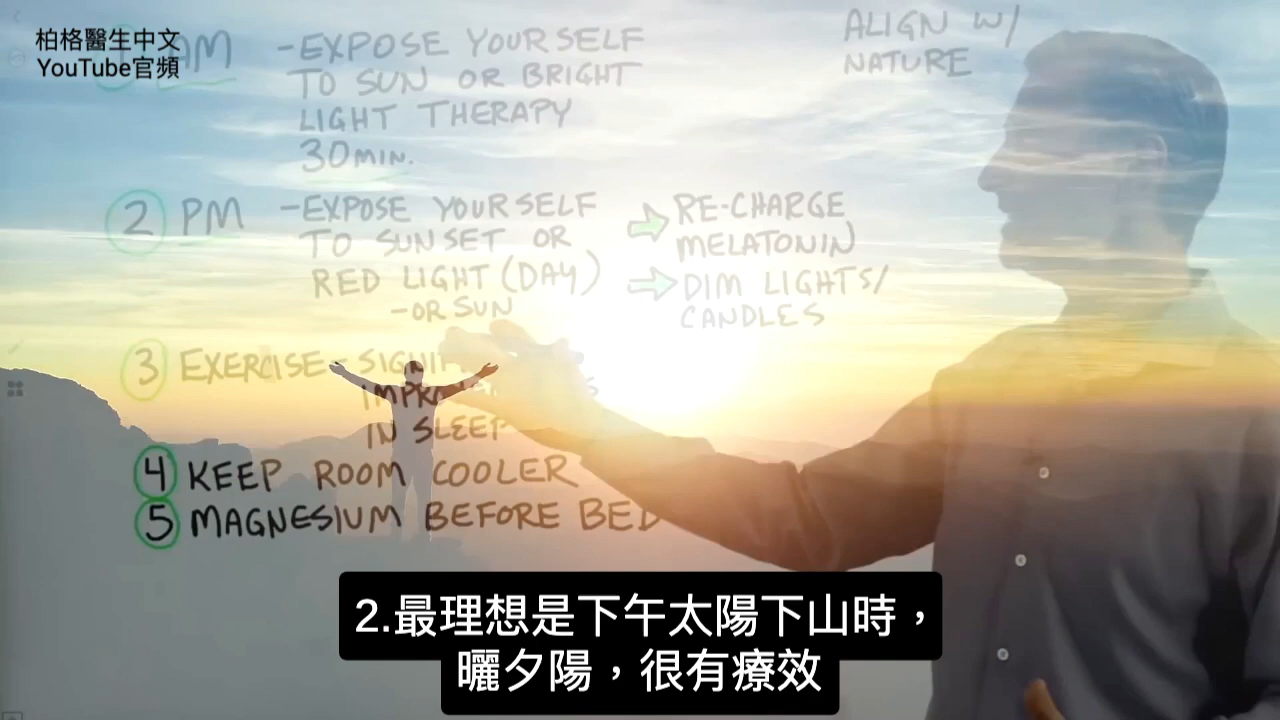 柏格醫生中文
YouTube官頻
1 AM - EXPOSE YOURSELF
TO SUN OR BRIGHT
LIGHT THERAPY
30MIN.
ALIGN W/
NATURE
2 PM - EXPOSE YOURSELF
TO SUNSET OR
RED LIGHT (DAY)
- OR SUN
RE-CHARGE
MELATONIN
DIM LIGHTS/
CANDLES
3 EXERCISE -
IN SLEEP
4 KEEP ROOM COOLER
5 MAGNESIUM BEFORE BED
2.最理想是下午太陽下山時，
曬夕陽，很有療效